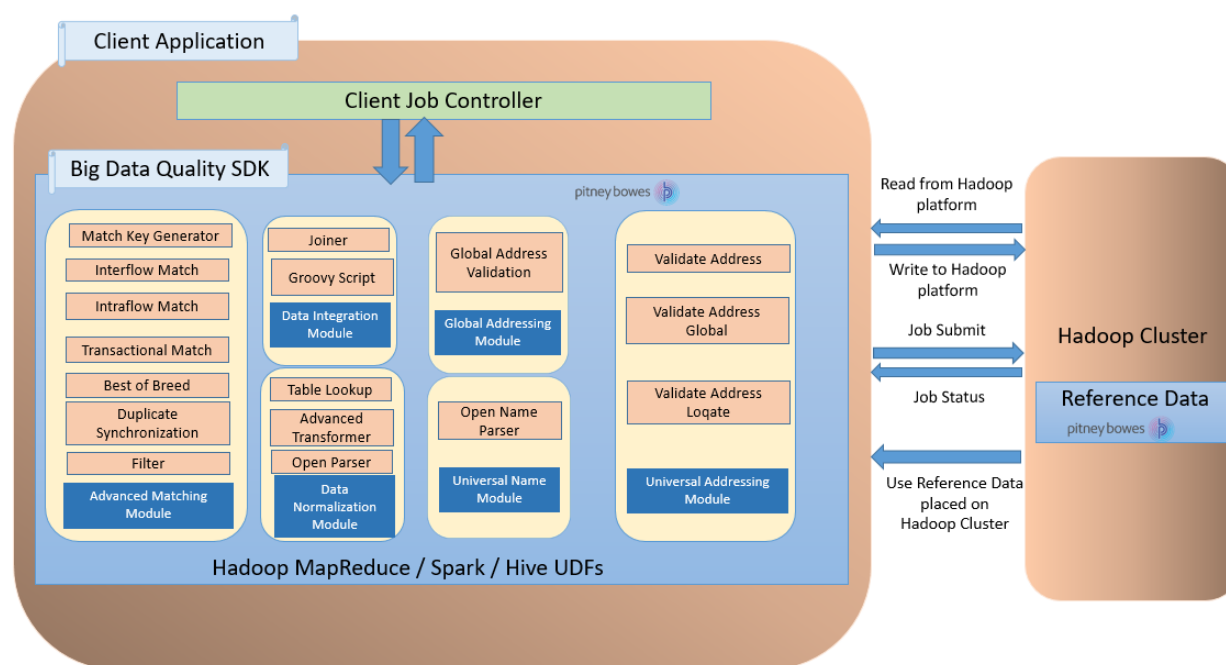 Client Application
Client Job Controller
Big Data Quality SDK
pitney bowes
Match Key Generator
Interflow Match
Intraflow Match
Transactional Match
Best of Breed
Duplicate
Synchronization
Filter
Advanced Matching
Module
Joiner
Groovy Script
Data Integration
Module
Table Lookup
Advanced
Transformer
Open Parser
Data
Normalization
Module
Global Address
Validation
Global Addressing
Module
Open Name
Parser
Universal Name
Module
Validate Address
Validate Address
Global
Validate Address
Loqate
Universal Addressing
Module
Hadoop MapReduce / Spark / Hive UDFs
Read from Hadoop
platform
Write to Hadoop
platform
Job Submit
Job Status
Use Reference Data
placed on
Hadoop Cluster
Hadoop Cluster
Reference Data
pitney bowes